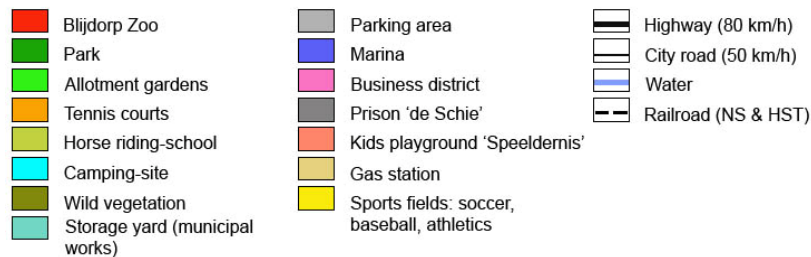 Blijdorp Zoo
Park
Allotment gardens
Tennis courts
Horse riding-school
Camping-site
Wild vegetation
Storage yard (municipal
works)
Parking area
Marina
Business district
Prison ‘de Schie’
Kids playground ‘Speeldernis’
Gas station
Sports fields: soccer,
baseball, athletics
Highway (80 km/h)
City road (50 km/h)
Water
Railroad (NS & HST)